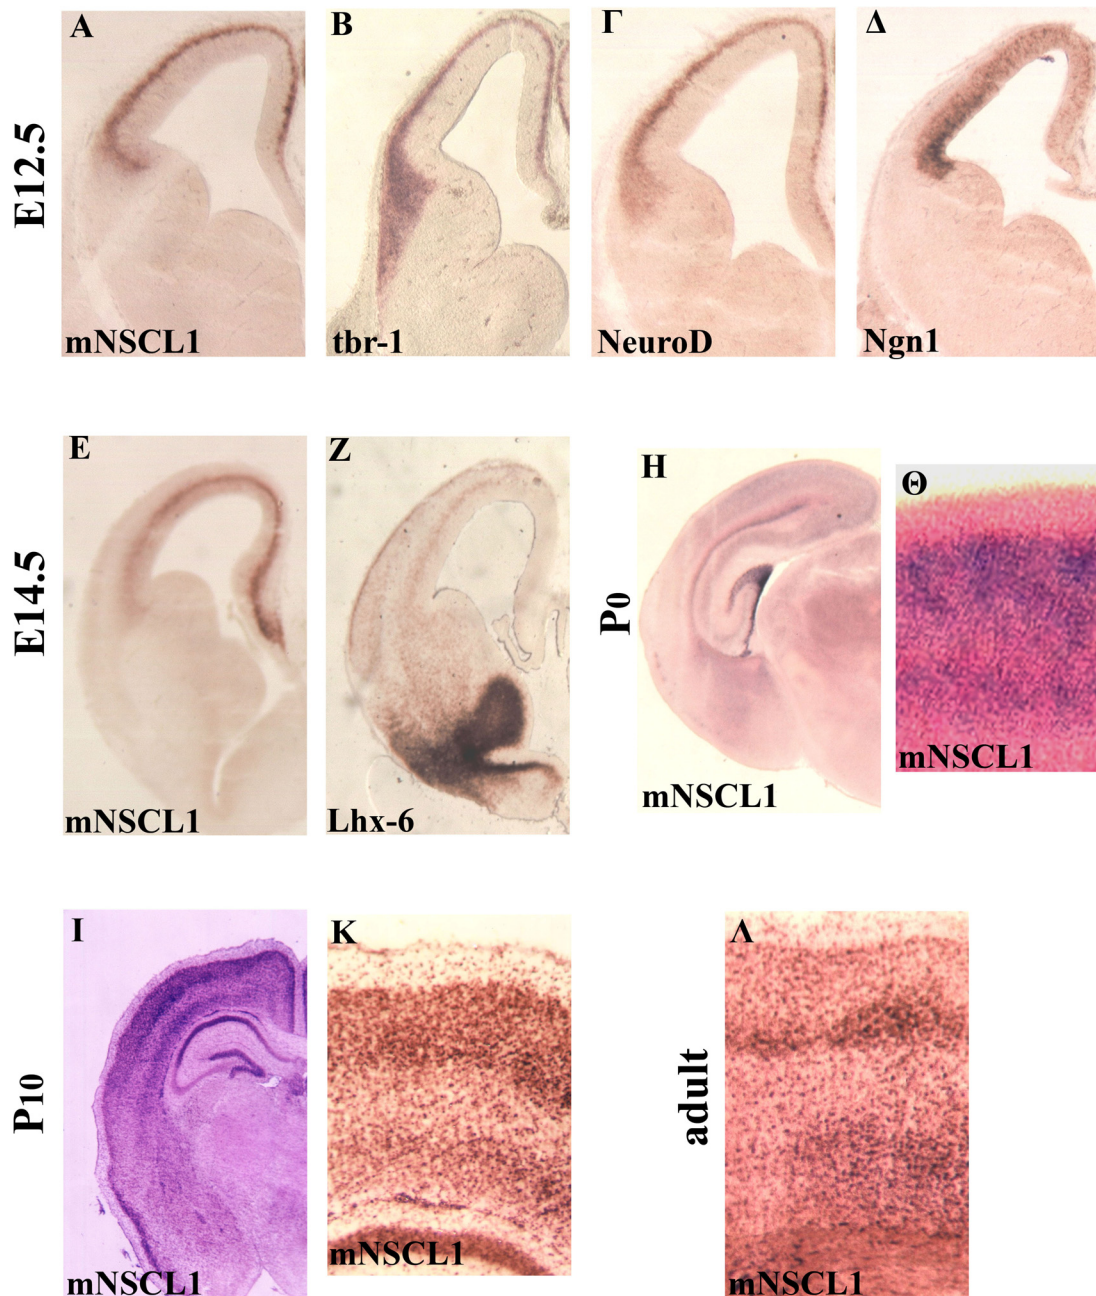 E12.5
A
mNSCL1
B
tbr-1
Γ
NeuroD
Δ
Ngn1
E14.5
E
mNSCL1
Z
Lhx-6
P0
H
mNSCL1
Θ
mNSCL1
P10
I
mNSCL1
K
mNSCL1
adult
Λ
mNSCL1